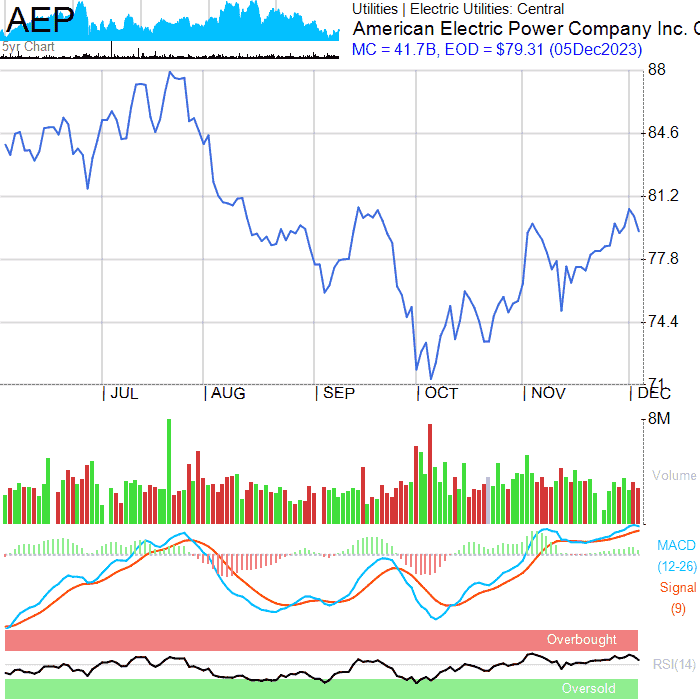 AEP
5yr Chart
Utilities | Electric Utilities: Central
American Electric Power Company Inc. C
MC = 41.7B, EOD = $79.31 (05Dec2023)
88
84.6
81.2
77.8
74.4
71
| JUL | AUG | SEP | OCT | NOV | DEC
8M
Volume
MACD
(12-26)
Signal
(9)
Overbought
RSI(14)
Oversold